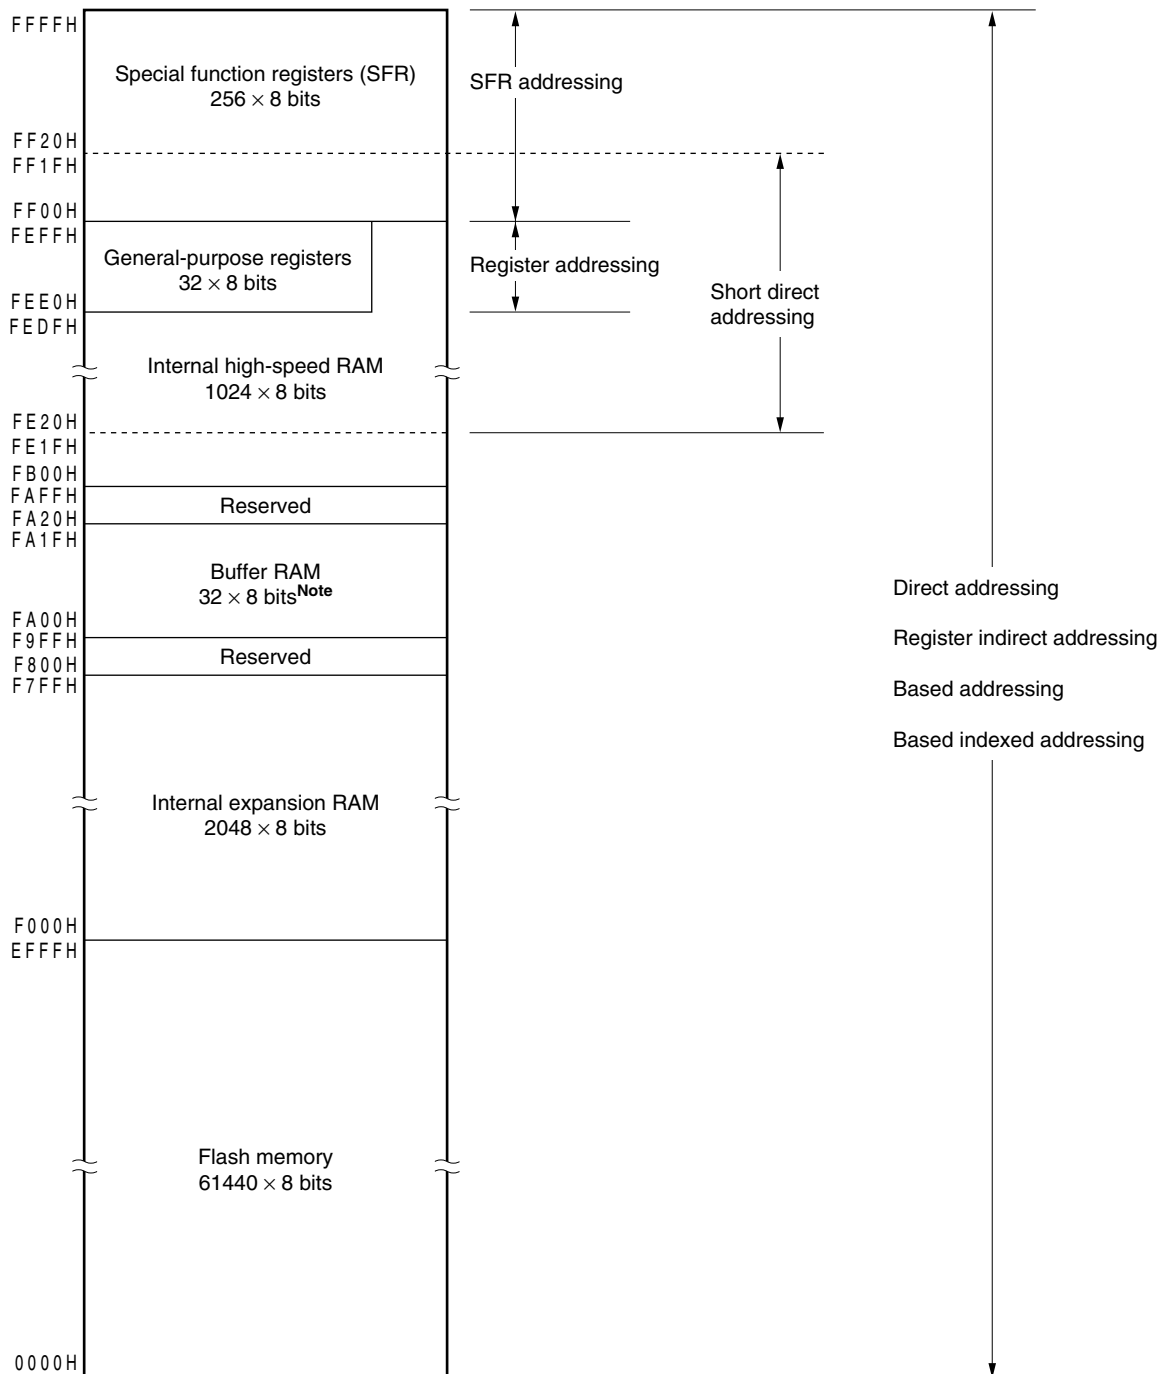 FFFFH
Special function registers (SFR)
256 × 8 bits
SFR addressing
FF20H
FF1FH
FF00H
FEFFH
General-purpose registers
32 × 8 bits
Register addressing
Short direct
addressing
FEE0H
FEDFH
Internal high-speed RAM
1024 × 8 bits
FE20H
FE1FH
FB00H
FAFFH
Reserved
FA20H
FA1FH
Buffer RAM
32 × 8 bitsNote
FA00H
F9FFH
Reserved
F800H
F7FFH
Direct addressing
Register indirect addressing
Based addressing
Based indexed addressing
Internal expansion RAM
2048 × 8 bits
F000H
EFFFH
Flash memory
61440 × 8 bits
0000H